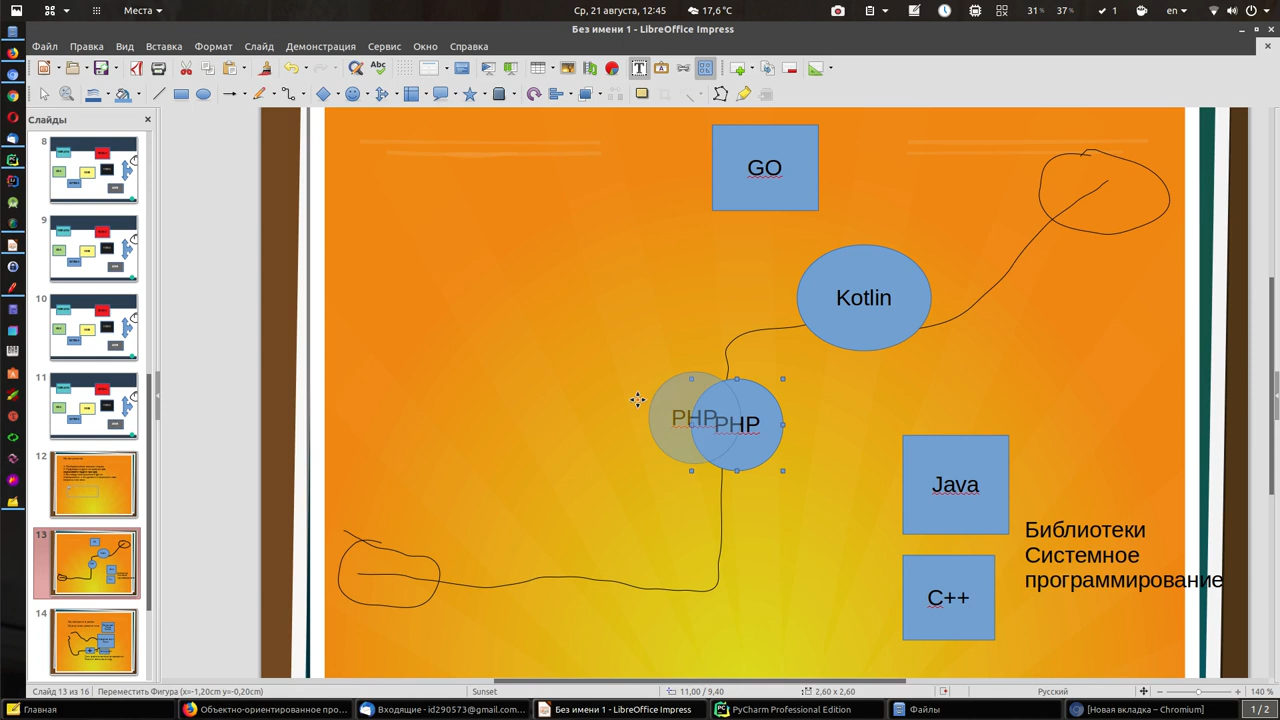 Места
Ср, 21 августа, 12:45
17,6°C
31 %
37 %
1
en
Без имени 1 - LibreOffice Impress
Файл Правка Вид Вставка Формат Слайд Демонстрация Сервис Окно Справка
Abc
Слайды
8
9
10
11
12
13
14
GO
Kotlin
PHP
PHP
Java
C++
Библиотеки
Системное
программирование
Слайд 13 из 16
Переместить Фигура (x=-1,20cm y=-0,20cm)
Sunset
11,00 / 9,40
2,60 x 2,60
Русский
140 %
Главная
Объектно-ориентированное про...
Входящие - id290573@gmail.com...
Без имени 1 - LibreOffice Impress
PyCharm Professional Edition
Файлы
[Новая вкладка – Chromium]
1 / 2